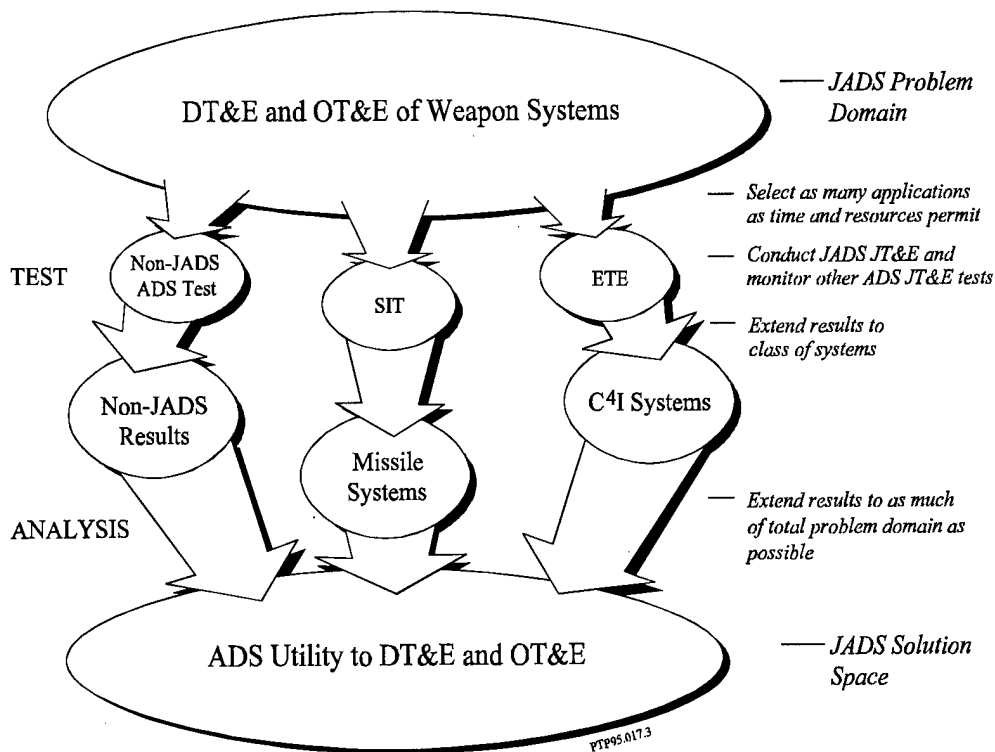 DT&E and OT&E of Weapon Systems
JADS Problem
Domain
Select as many applications
as time and resources permit
TEST
Non-JADS
ADS Test
SIT
ETE
Conduct JADS JT&E and
monitor other ADS JT&E tests
Extend results to
class of systems
Non-JADS
Results
Missile
Systems
C⁴I Systems
ANALYSIS
Extend results to as much
of total problem domain as
possible
ADS Utility to DT&E and OT&E
JADS Solution
Space
PTP95.017.3